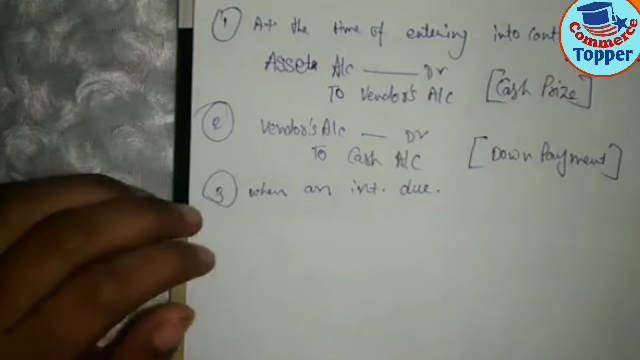 1 At the time of entering into cont
Commerce
Topper
Assets A/c ——— Dr
To Vendor's A/c [Cash Prize]
2 Vendor's A/c — Dr
To Cash A/c [Down Payment]
3 when an int. due.